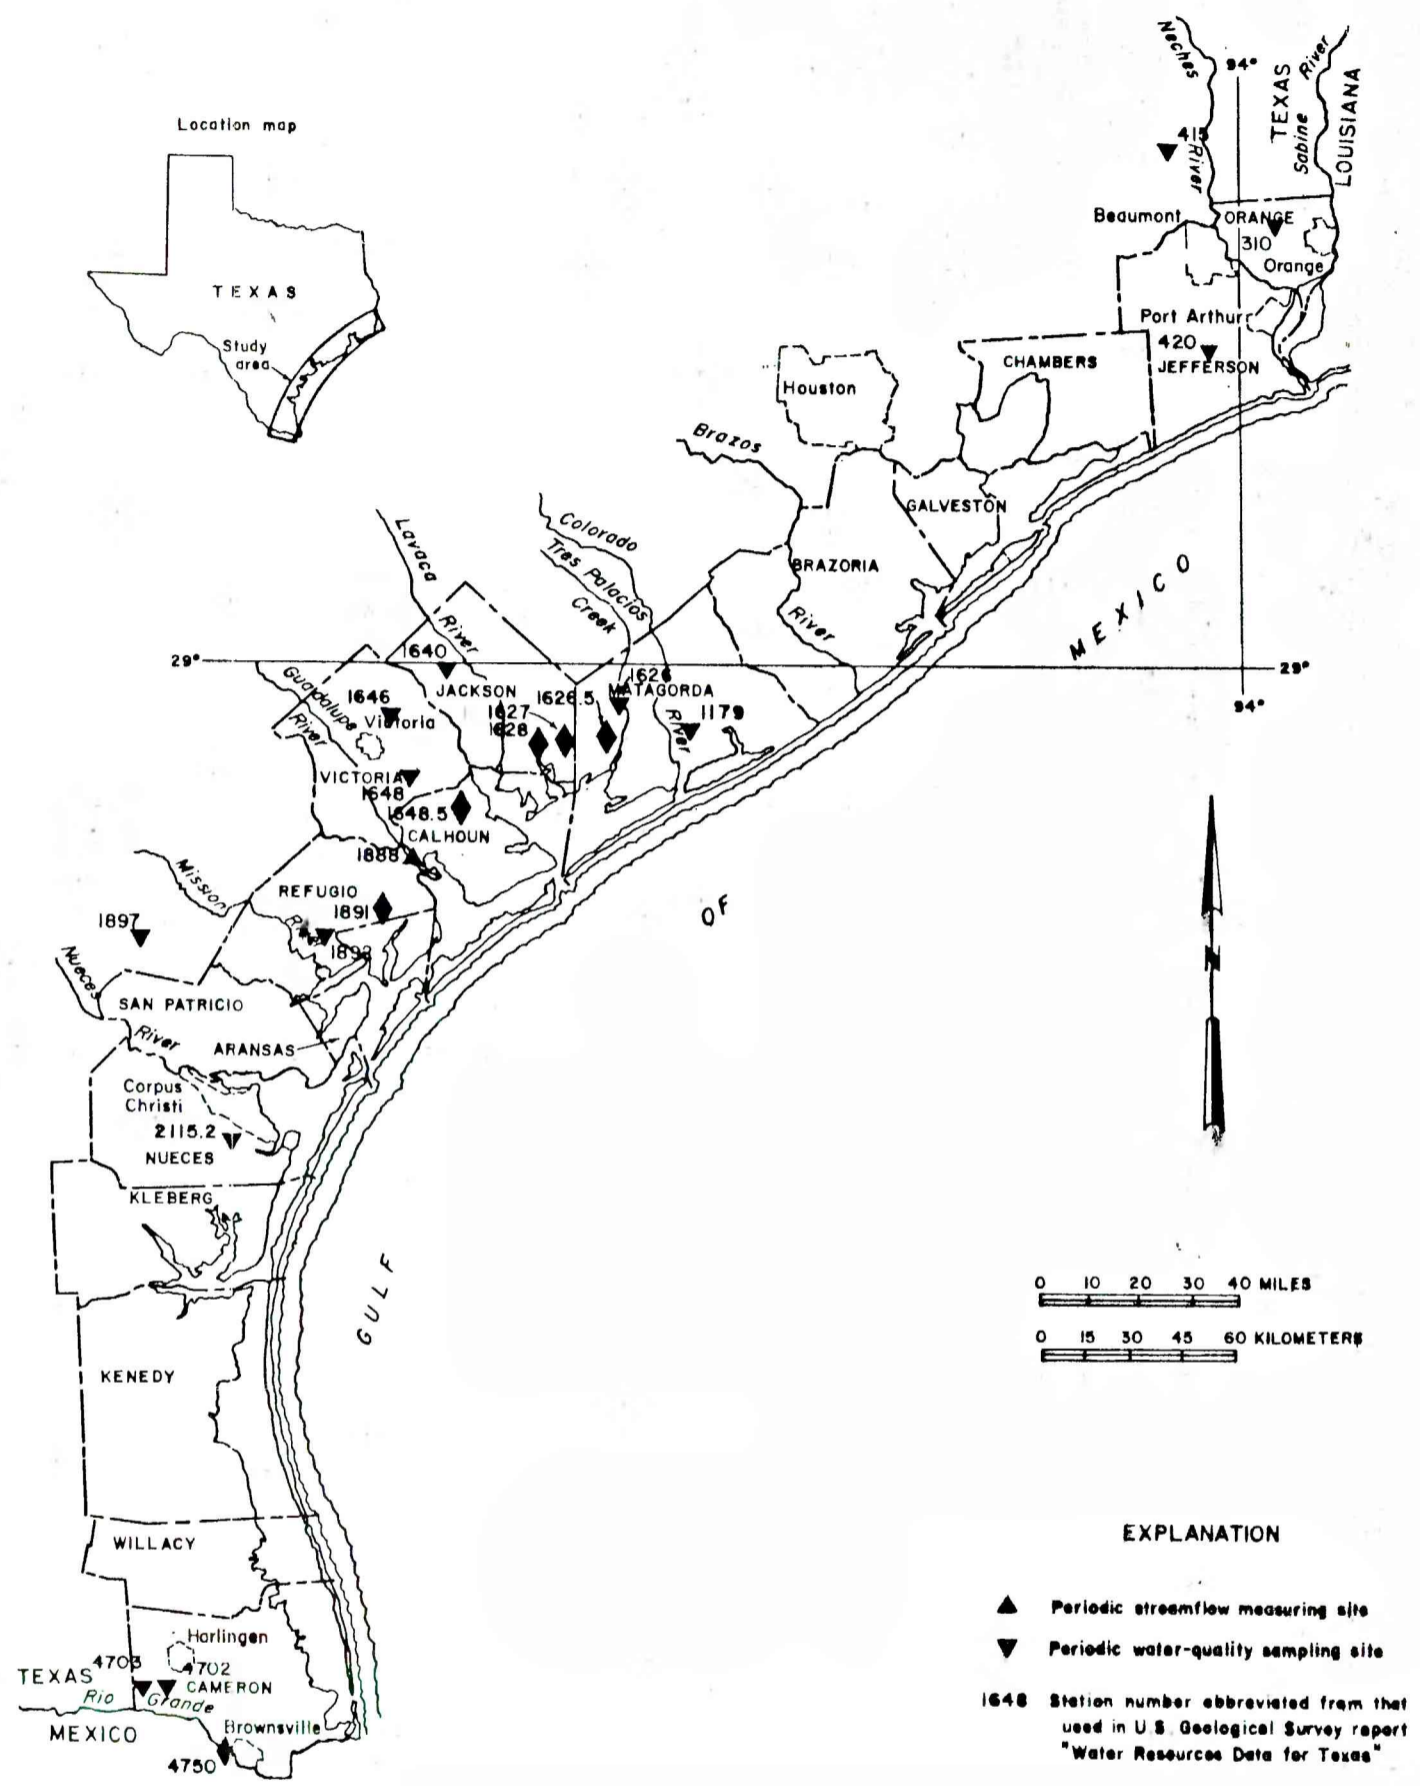 Location map
TEXAS
Study
area
Neches
River
94°
TEXAS
Sabine River
LOUISIANA
Beaumont
ORANGE
310
Orange
Port Arthur
420
JEFFERSON
CHAMBERS
Houston
Brazos
GALVESTON
BRAZORIA
River
Colorado
Tres Palacios
Creek
Lavaca
River
MEXICO
29°
29°
94°
1640
JACKSON
1626
MATAGORDA
1626.5
1627
1628
1179
River
Guadalupe
River
1646
Victoria
VICTORIA
1648
1648.5
CALHOUN
1888
REFUGIO
1891
Mission
River
1897
Nueces
SAN PATRICIO
River
ARANSAS
OF
Corpus
Christi
2115.2
NUECES
KLEBERG
GULF
N
0 10 20 30 40 MILES
0 15 30 45 60 KILOMETERS
KENEDY
WILLACY
Harlingen
4703
4702
TEXAS
CAMERON
Rio Grande
MEXICO
Brownsville
4750
EXPLANATION
Periodic streamflow measuring site
Periodic water-quality sampling site
1648 Station number abbreviated from that
used in U.S. Geological Survey report
"Water Resources Data for Texas"